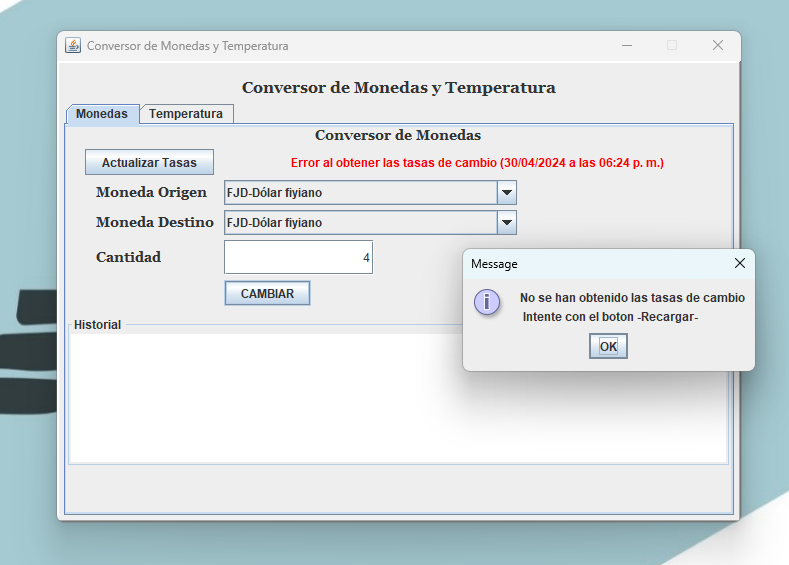 Conversor de Monedas y Temperatura
Conversor de Monedas y Temperatura
Monedas Temperatura
Conversor de Monedas
Actualizar Tasas Error al obtener las tasas de cambio (30/04/2024 a las 06:24 p. m.)
Moneda Origen FJD-Dólar fiyiano
Moneda Destino FJD-Dólar fiyiano
Cantidad 4
CAMBIAR
Historial
Message
No se han obtenido las tasas de cambio
Intente con el boton -Recargar-
OK